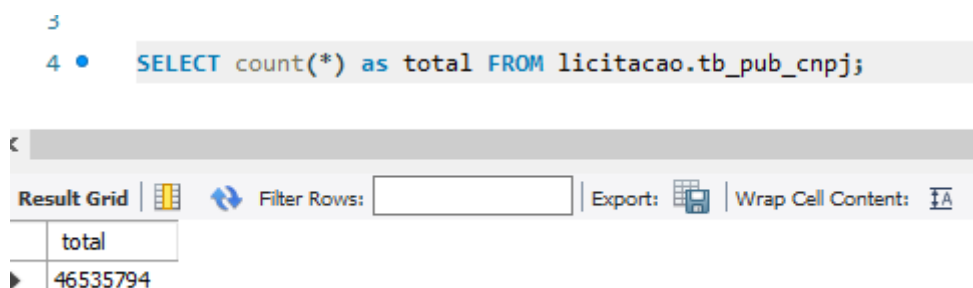 3
4 SELECT count(*) as total FROM licitacao.tb_pub_cnpj;
Result Grid Filter Rows: Export: Wrap Cell Content: IA
total
46535794